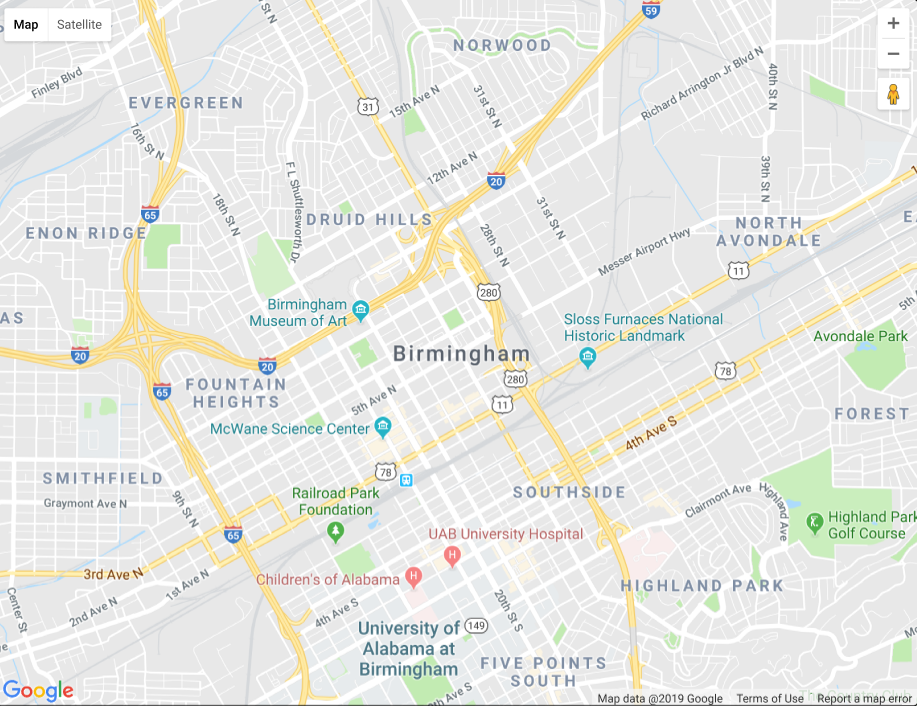 Map Satellite
59
NORWOOD
Finley Blvd
EVERGREEN
31
15th Ave N
31st St N
Richard Arrington Jr Blvd N
40th St N
16th St N
12th Ave N
20
39th St N
F L Shuttlesworth Dr
18th St N
65
ENON RIDGE
DRUID HILLS
28th St N
31st St N
Messer Airport Hwy
NORTH
AVONDALE
11
280
Birmingham
Museum of Art
Sloss Furnaces National
Historic Landmark
AS
5th
Avondale Park
20
20
Birmingham
280
78
65
FOUNTAIN
HEIGHTS
5th Ave N
11
FOREST
McWane Science Center
4th Ave S
78
SMITHFIELD
Graymont Ave N
9th St N
Railroad Park
Foundation
SOUTHSIDE
Clairmont Ave
Highland Ave
Highland Park
Golf Course
65
UAB University Hospital
3rd Ave N
1st Ave N
2nd Ave N
Center St
Children's of Alabama
HIGHLAND PARK
4th Ave S
20th St S
149
University of
Alabama at
Birmingham
FIVE POINTS
SOUTH
Google
Map data @2019 Google Terms of Use Report a map error